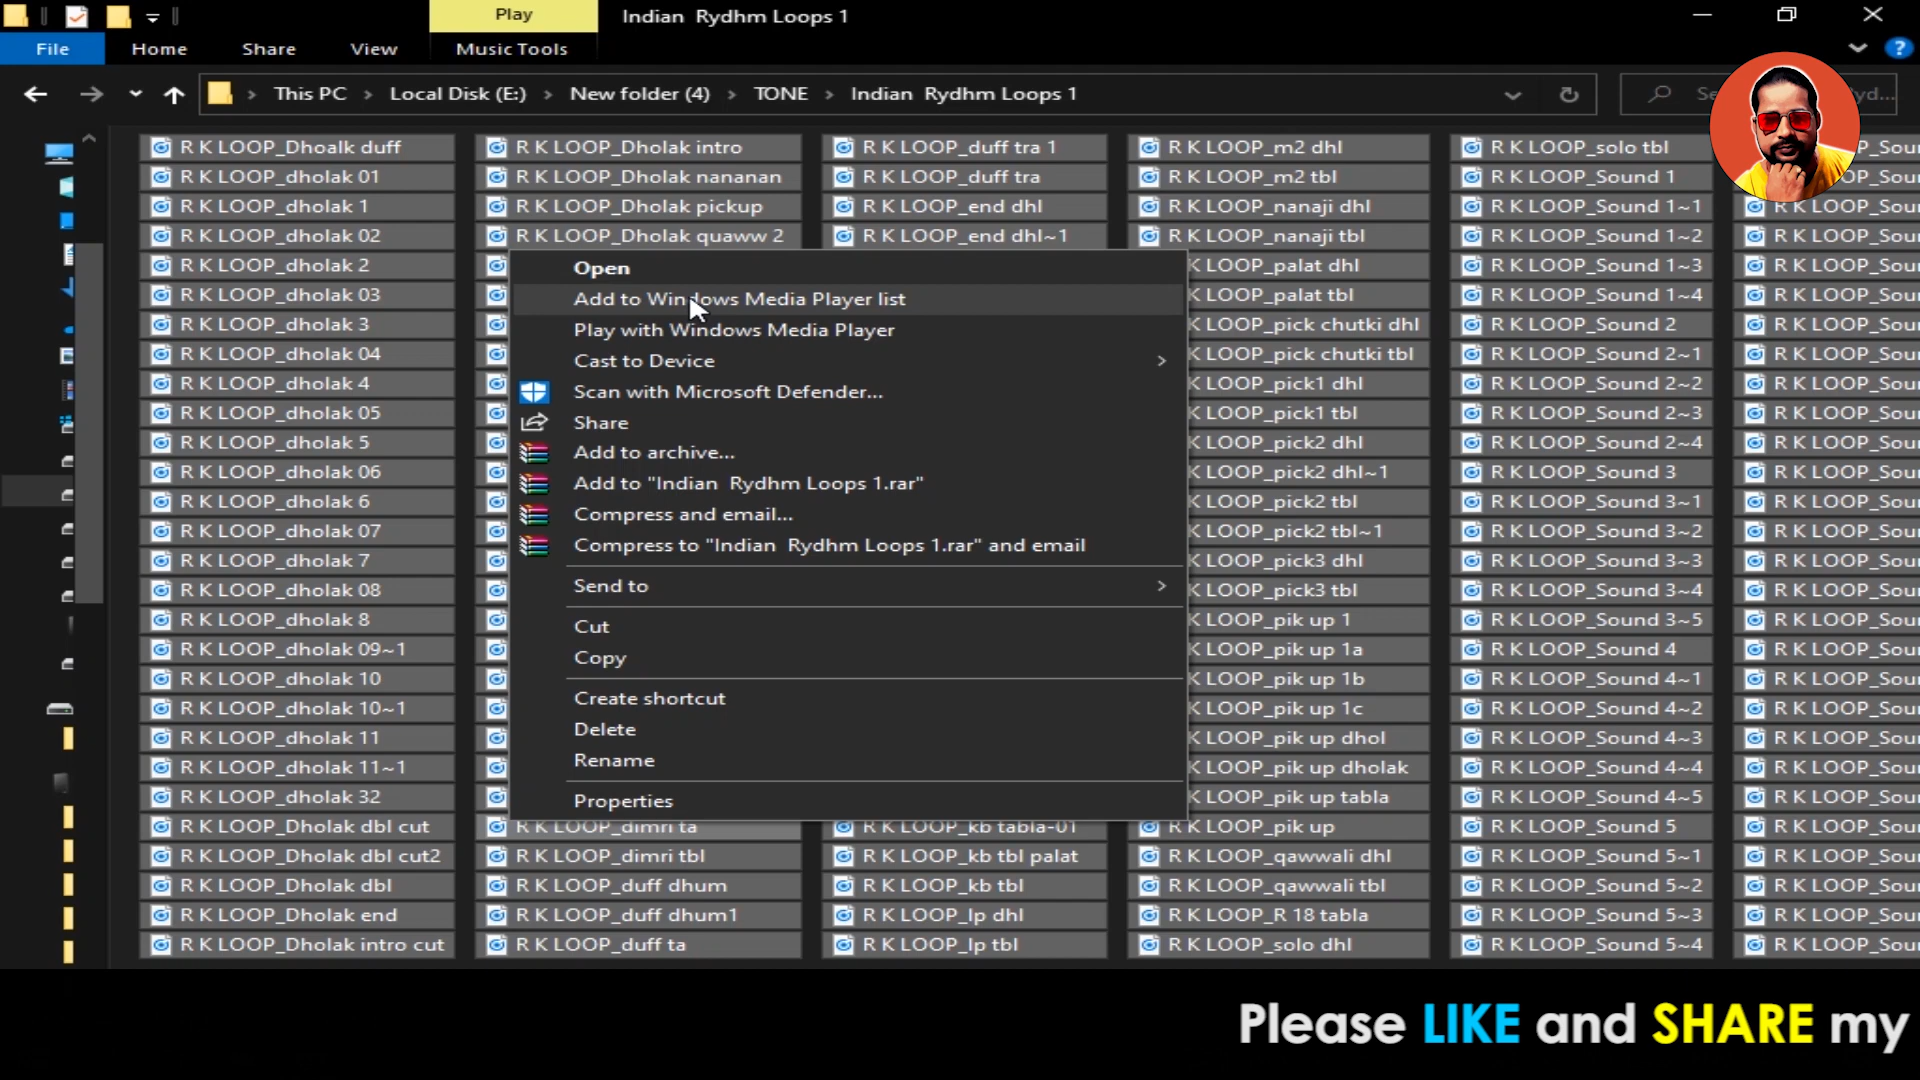 Play
Indian Rydhm Loops 1
File
Home
Share
View
Music Tools
?
This PC
Local Disk (E:)
New folder (4)
TONE
Indian Rydhm Loops 1
R K LOOP_Dhoalk duff
R K LOOP_dholak 01
R K LOOP_dholak 1
R K LOOP_dholak 02
R K LOOP_dholak 2
R K LOOP_dholak 03
R K LOOP_dholak 3
R K LOOP_dholak 04
R K LOOP_dholak 4
R K LOOP_dholak 05
R K LOOP_dholak 5
R K LOOP_dholak 06
R K LOOP_dholak 6
R K LOOP_dholak 07
R K LOOP_dholak 7
R K LOOP_dholak 08
R K LOOP_dholak 8
R K LOOP_dholak 09~1
R K LOOP_dholak 10
R K LOOP_dholak 10~1
R K LOOP_dholak 11
R K LOOP_dholak 11~1
R K LOOP_dholak 32
R K LOOP_Dholak dbl cut
R K LOOP_Dholak dbl cut2
R K LOOP_Dholak dbl
R K LOOP_Dholak end
R K LOOP_Dholak intro cut
R K LOOP_Dholak intro
R K LOOP_Dholak nananan
R K LOOP_Dholak pickup
R K LOOP_Dholak quaww 2
Open
Add to Windows Media Player list
Play with Windows Media Player
Cast to Device
Scan with Microsoft Defender...
Share
Add to archive...
Add to "Indian Rydhm Loops 1.rar"
Compress and email...
Compress to "Indian Rydhm Loops 1.rar" and email
Send to
Cut
Copy
Create shortcut
Delete
Rename
Properties
R K LOOP_dimri ta
R K LOOP_dimri tbl
R K LOOP_duff dhum
R K LOOP_duff dhum1
R K LOOP_duff ta
R K LOOP_duff tra 1
R K LOOP_duff tra
R K LOOP_end dhl
R K LOOP_end dhl~1
R K LOOP_kb tabla-01
R K LOOP_kb tbl palat
R K LOOP_kb tbl
R K LOOP_lp dhl
R K LOOP_lp tbl
R K LOOP_m2 dhl
R K LOOP_m2 tbl
R K LOOP_nanaji dhl
R K LOOP_nanaji tbl
K LOOP_palat dhl
K LOOP_palat tbl
K LOOP_pick chutki dhl
K LOOP_pick chutki tbl
K LOOP_pick1 dhl
K LOOP_pick1 tbl
K LOOP_pick2 dhl
K LOOP_pick2 dhl~1
K LOOP_pick2 tbl
K LOOP_pick2 tbl~1
K LOOP_pick3 dhl
K LOOP_pick3 tbl
K LOOP_pik up 1
K LOOP_pik up 1a
K LOOP_pik up 1b
K LOOP_pik up 1c
K LOOP_pik up dhol
K LOOP_pik up dholak
K LOOP_pik up tabla
R K LOOP_pik up
R K LOOP_qawwali dhl
R K LOOP_qawwali tbl
R K LOOP_R 18 tabla
R K LOOP_solo dhl
R K LOOP_solo tbl
R K LOOP_Sound 1
R K LOOP_Sound 1~1
R K LOOP_Sound 1~2
R K LOOP_Sound 1~3
R K LOOP_Sound 1~4
R K LOOP_Sound 2
R K LOOP_Sound 2~1
R K LOOP_Sound 2~2
R K LOOP_Sound 2~3
R K LOOP_Sound 2~4
R K LOOP_Sound 3
R K LOOP_Sound 3~1
R K LOOP_Sound 3~2
R K LOOP_Sound 3~3
R K LOOP_Sound 3~4
R K LOOP_Sound 3~5
R K LOOP_Sound 4
R K LOOP_Sound 4~1
R K LOOP_Sound 4~2
R K LOOP_Sound 4~3
R K LOOP_Sound 4~4
R K LOOP_Sound 4~5
R K LOOP_Sound 5
R K LOOP_Sound 5~1
R K LOOP_Sound 5~2
R K LOOP_Sound 5~3
R K LOOP_Sound 5~4
Please LIKE and SHARE my